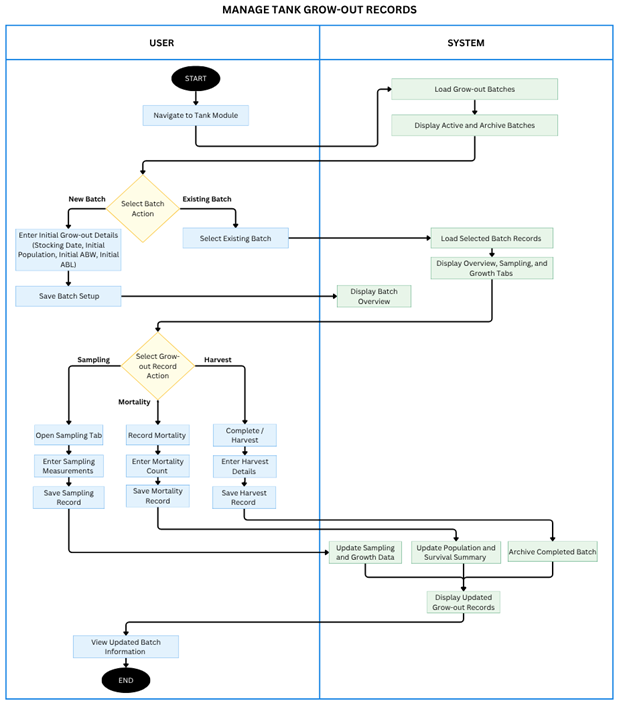 MANAGE TANK GROW-OUT RECORDS
USER
SYSTEM
START
Navigate to Tank Module
Load Grow-out Batches
Display Active and Archive Batches
Select Batch
Action
New Batch
Existing Batch
Enter Initial Grow-out Details
(Stocking Date, Initial
Population, Initial ABW, Initial
ABL)
Select Existing Batch
Load Selected Batch Records
Display Overview, Sampling, and
Growth Tabs
Save Batch Setup
Display Batch
Overview
Select Grow-
out Record
Action
Sampling
Harvest
Mortality
Open Sampling Tab
Record Mortality
Complete /
Harvest
Enter Sampling
Measurements
Enter Mortality
Count
Enter Harvest
Details
Save Sampling
Record
Save Mortality
Record
Save Harvest
Record
Update Sampling
and Growth Data
Update Population and
Survival Summary
Archive Completed Batch
Display Updated
Grow-out Records
View Updated Batch
Information
END